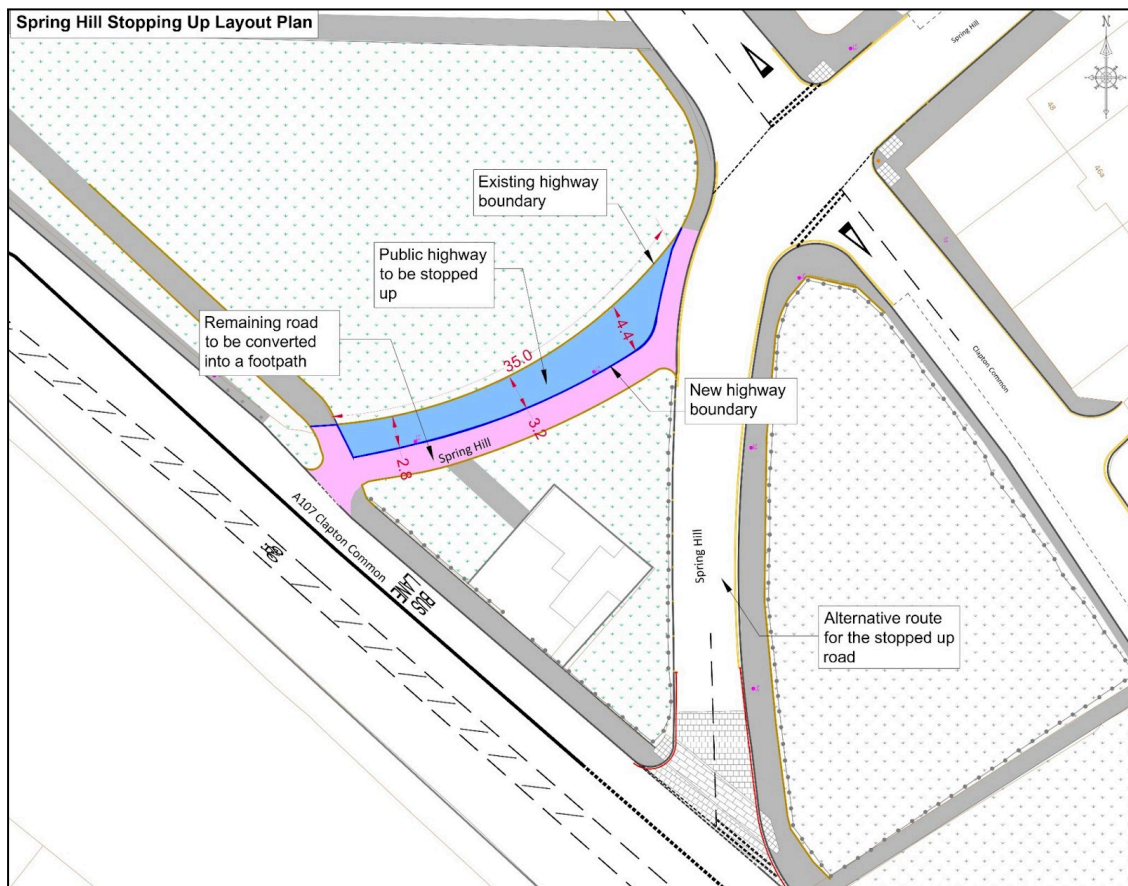 Spring Hill Stopping Up Layout Plan
N
Spring Hill
48
46a
Existing highway
boundary
Public highway
to be stopped
up
Remaining road
to be converted
into a footpath
35.0
4.4
3.2
2.8
Spring Hill
New highway
boundary
Clapton Common
A107 Clapton Common
BUS
LANE
Spring Hill
Alternative route
for the stopped up
road